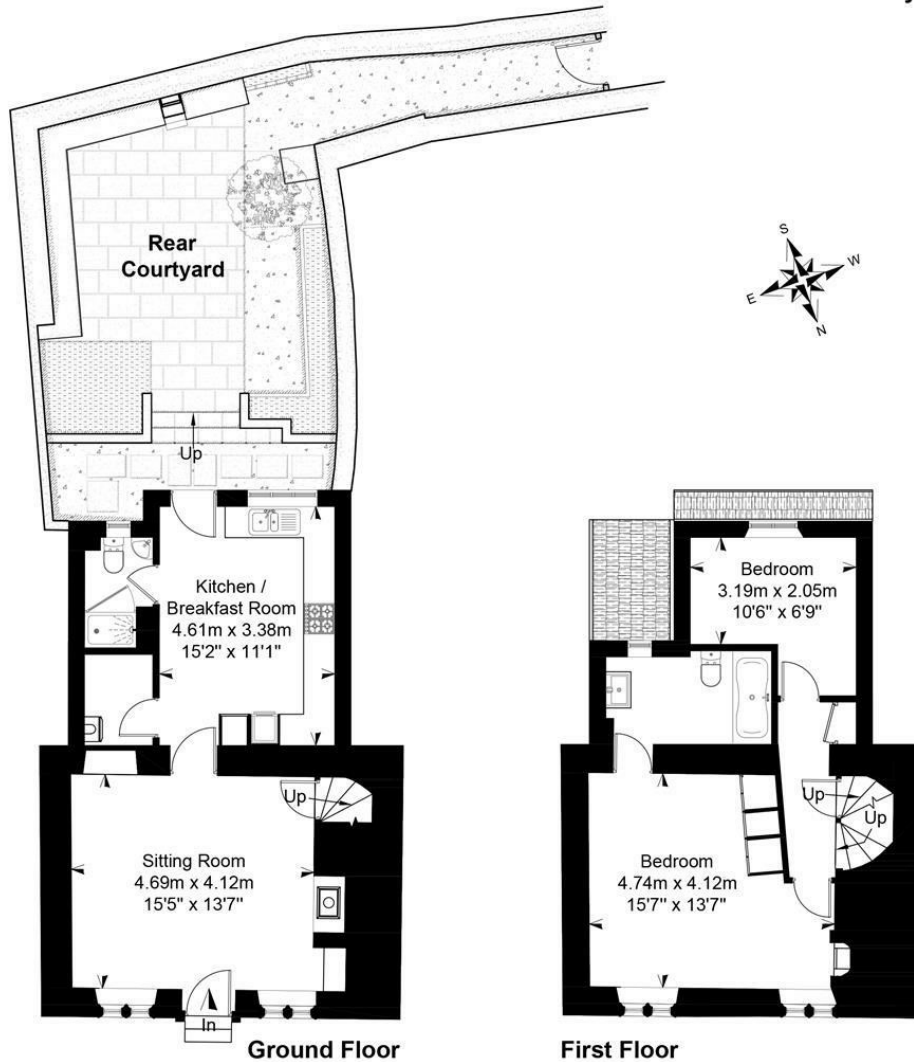 Rear
Courtyard
S
W
E
N
Up
Kitchen /
Breakfast Room
4.61m x 3.38m
15'2" x 11'1"
Bedroom
3.19m x 2.05m
10'6" x 6'9"
Up
Sitting Room
4.69m x 4.12m
15'5" x 13'7"
Up
Up
Bedroom
4.74m x 4.12m
15'7" x 13'7"
In
Ground Floor
First Floor